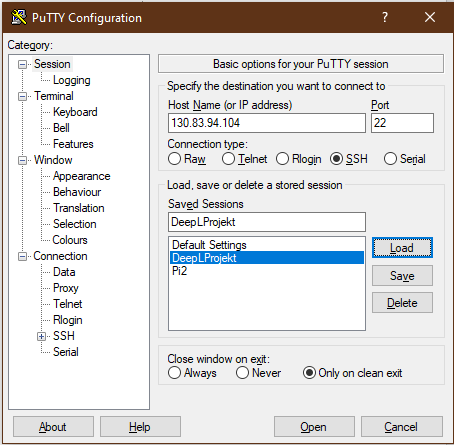 PuTTY Configuration
? ×
Category:
Session
Logging
Terminal
Keyboard
Bell
Features
Window
Appearance
Behaviour
Translation
Selection
Colours
Connection
Data
Proxy
Telnet
Rlogin
SSH
Serial
Basic options for your PuTTY session
Specify the destination you want to connect to
Host Name (or IP address) Port
130.83.94.104 22
Connection type:
Raw Telnet Rlogin SSH Serial
Load, save or delete a stored session
Saved Sessions
DeepLProjekt
Default Settings
DeepLProjekt
Pi2
Load
Save
Delete
Close window on exit:
Always Never Only on clean exit
About Help Open Cancel